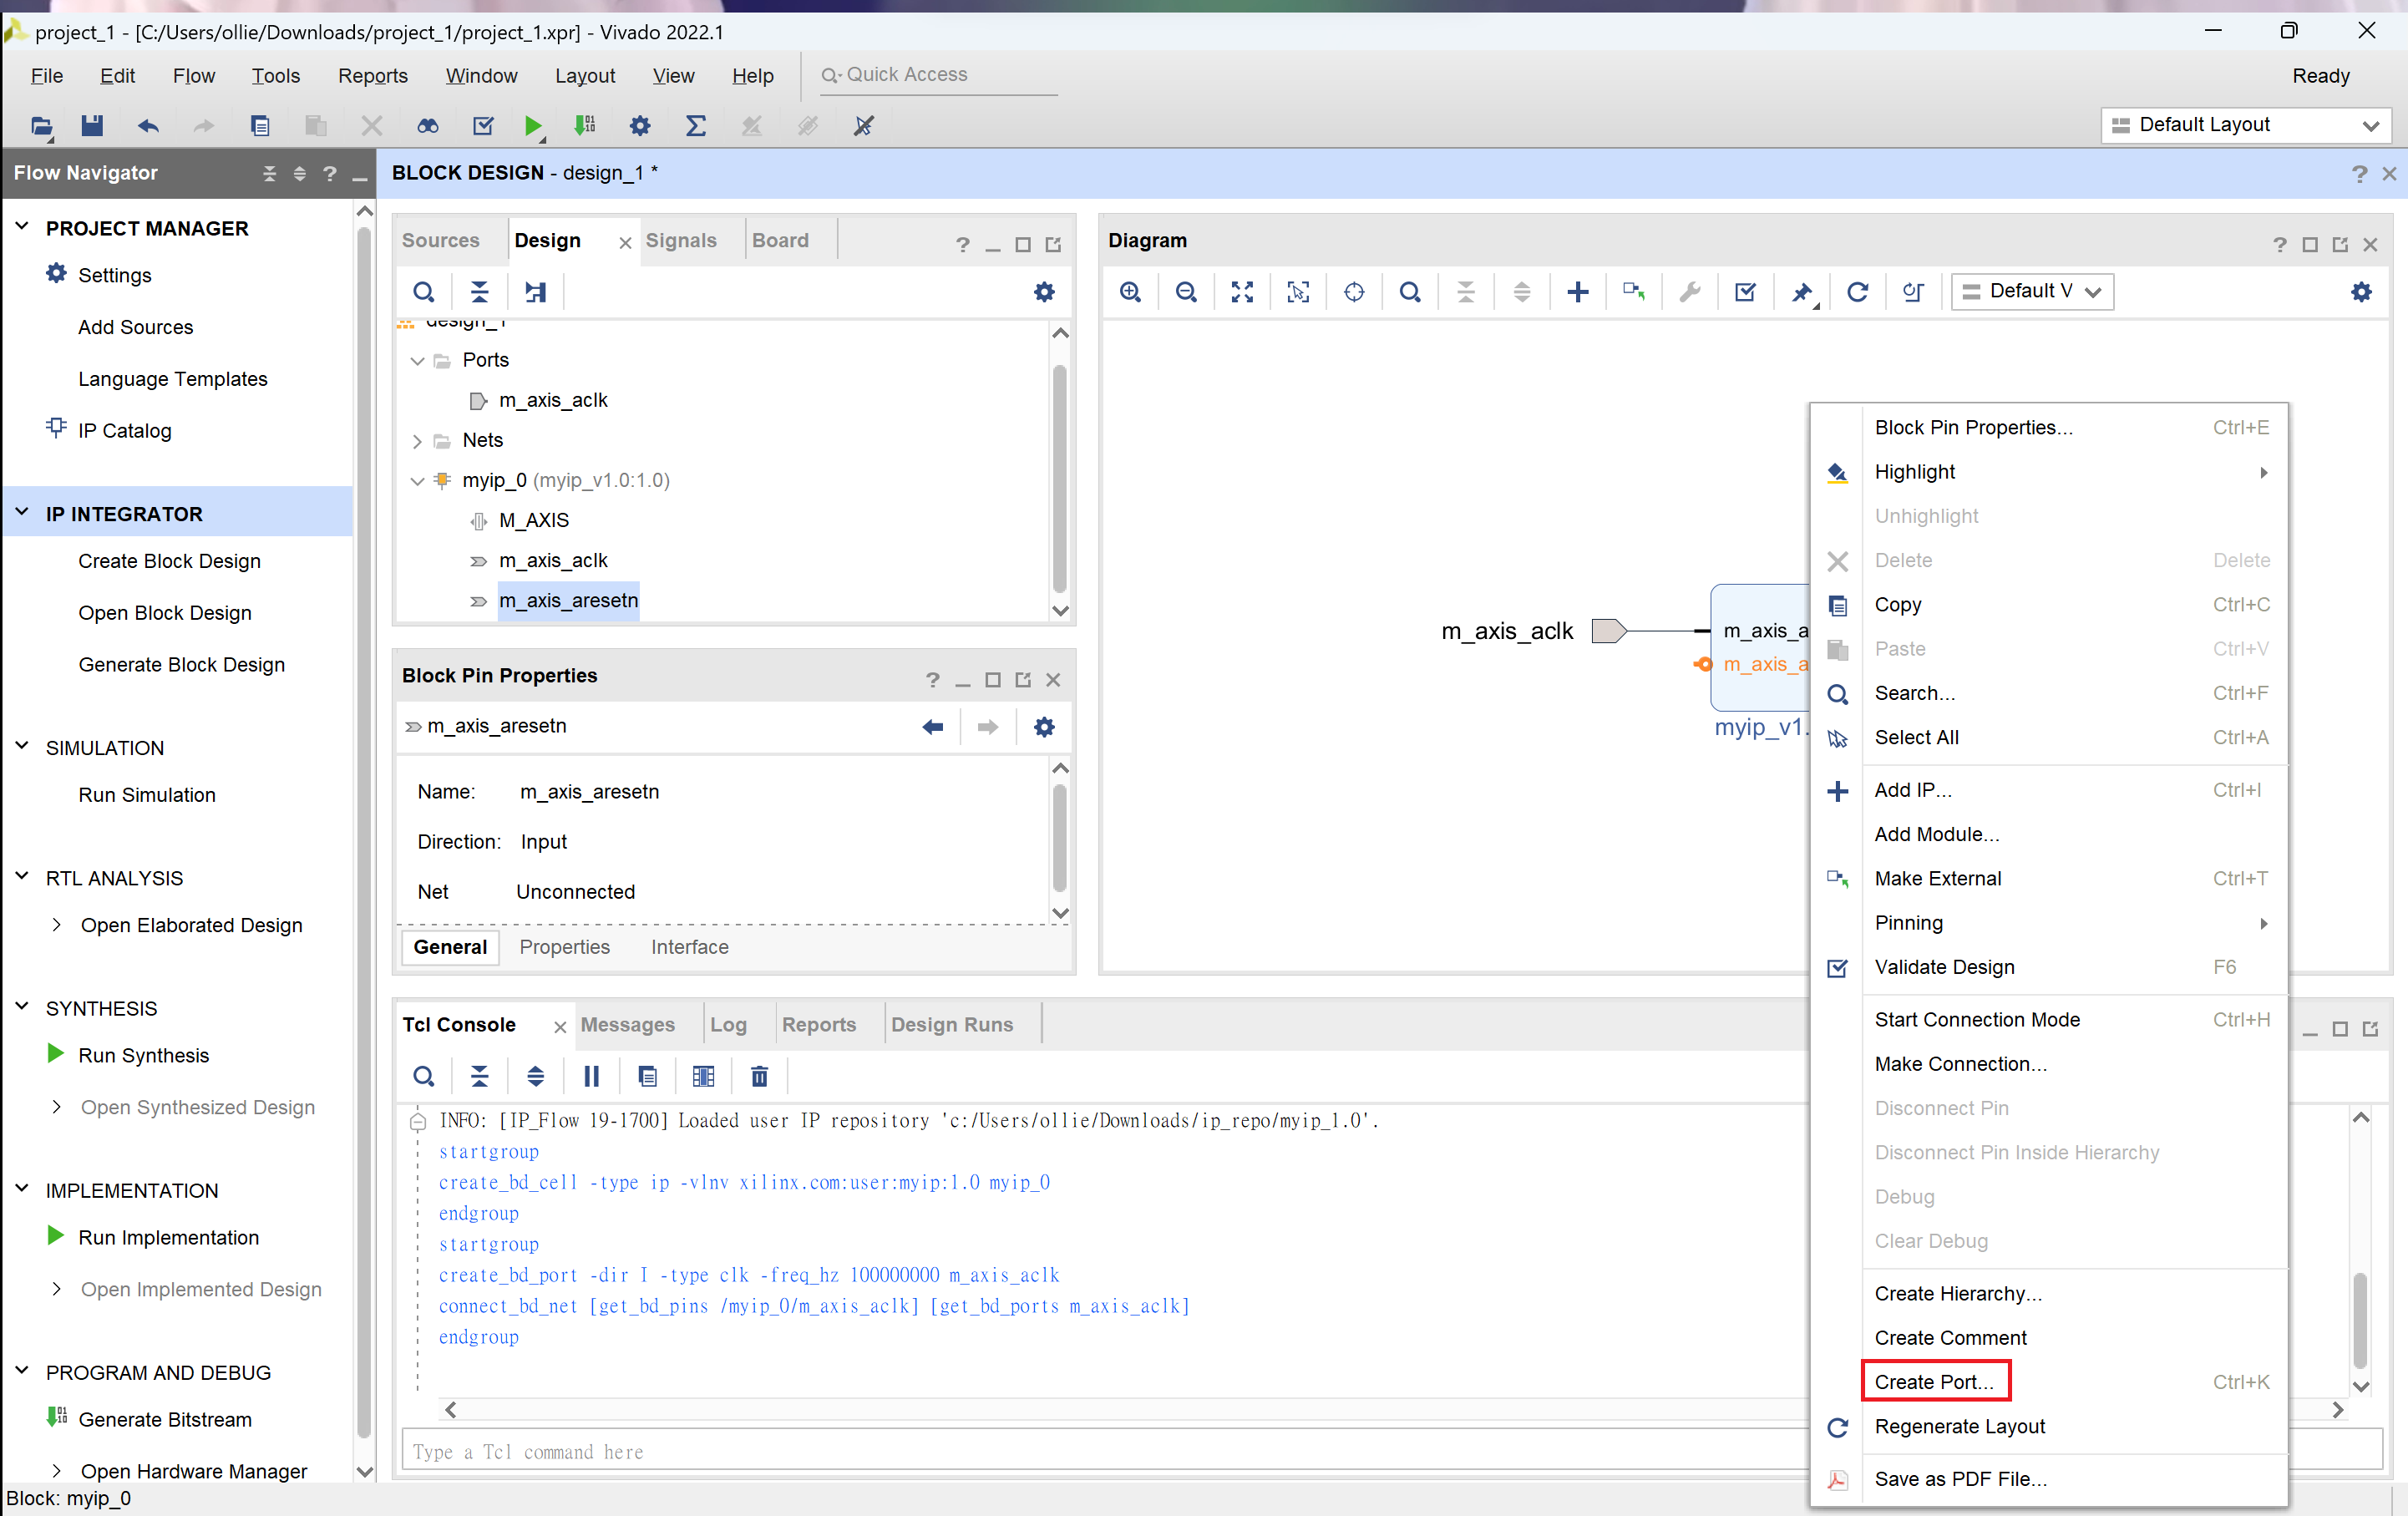 project_1 - [C:/Users/ollie/Downloads/project_1/project_1.xpr] - Vivado 2022.1
File Edit Flow Tools Reports Window Layout View Help Quick Access Ready
Default Layout
Flow Navigator
PROJECT MANAGER
Settings
Add Sources
Language Templates
IP Catalog
IP INTEGRATOR
Create Block Design
Open Block Design
Generate Block Design
SIMULATION
Run Simulation
RTL ANALYSIS
Open Elaborated Design
SYNTHESIS
Run Synthesis
Open Synthesized Design
IMPLEMENTATION
Run Implementation
Open Implemented Design
PROGRAM AND DEBUG
Generate Bitstream
Open Hardware Manager
Block: myip_0
BLOCK DESIGN - design_1 *
Sources Design Signals Board
design_1
Ports
m_axis_aclk
Nets
myip_0 (myip_v1.0:1.0)
M_AXIS
m_axis_aclk
m_axis_aresetn
Block Pin Properties
m_axis_aresetn
Name: m_axis_aresetn
Direction: Input
Net Unconnected
General Properties Interface
Diagram
Default V
m_axis_aclk
m_axis_a
m_axis_a
myip_v1.
Tcl Console Messages Log Reports Design Runs
INFO: [IP_Flow 19-1700] Loaded user IP repository 'c:/Users/ollie/Downloads/ip_repo/myip_1.0'.
startgroup
create_bd_cell -type ip -vlnv xilinx.com:user:myip:1.0 myip_0
endgroup
startgroup
create_bd_port -dir I -type clk -freq_hz 100000000 m_axis_aclk
connect_bd_net [get_bd_pins /myip_0/m_axis_aclk] [get_bd_ports m_axis_aclk]
endgroup
Type a Tcl command here
Block Pin Properties... Ctrl+E
Highlight
Unhighlight
Delete Delete
Copy Ctrl+C
Paste Ctrl+V
Search... Ctrl+F
Select All Ctrl+A
Add IP... Ctrl+I
Add Module...
Make External Ctrl+T
Pinning
Validate Design F6
Start Connection Mode Ctrl+H
Make Connection...
Disconnect Pin
Disconnect Pin Inside Hierarchy
Debug
Clear Debug
Create Hierarchy...
Create Comment
Create Port... Ctrl+K
Regenerate Layout
Save as PDF File...